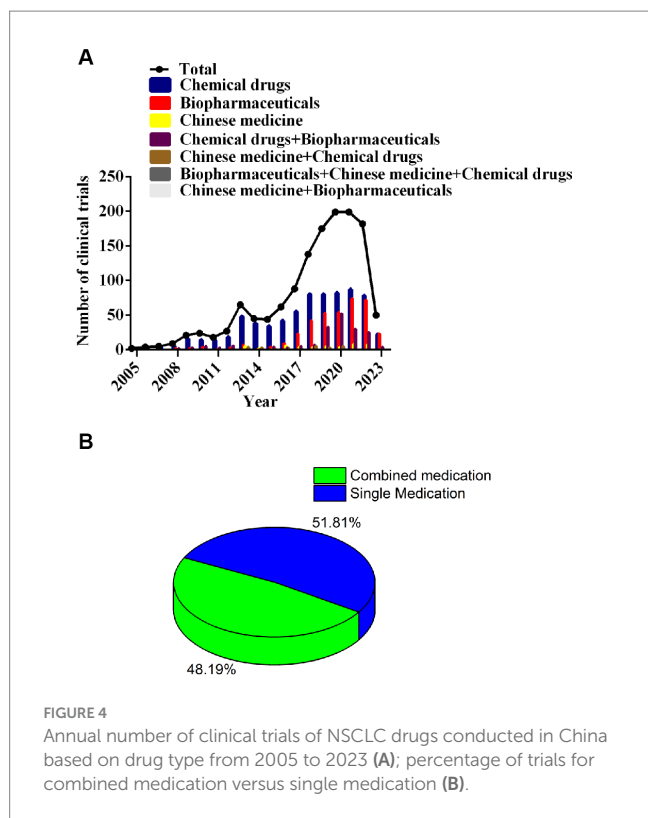 A
Total
Chemical drugs
Biopharmaceuticals
Chinese medicine
Chemical drugs+Biopharmaceuticals
Chinese medicine+Chemical drugs
Biopharmaceuticals+Chinese medicine+Chemical drugs
Chinese medicine+Biopharmaceuticals
Number of clinical trials
250
200
150
100
50
0
2005
2008
2011
2014
2017
2020
2023
Year
B
Combined medication
Single Medication
51.81%
48.19%
FIGURE 4
Annual number of clinical trials of NSCLC drugs conducted in China
based on drug type from 2005 to 2023 (A); percentage of trials for
combined medication versus single medication (B).